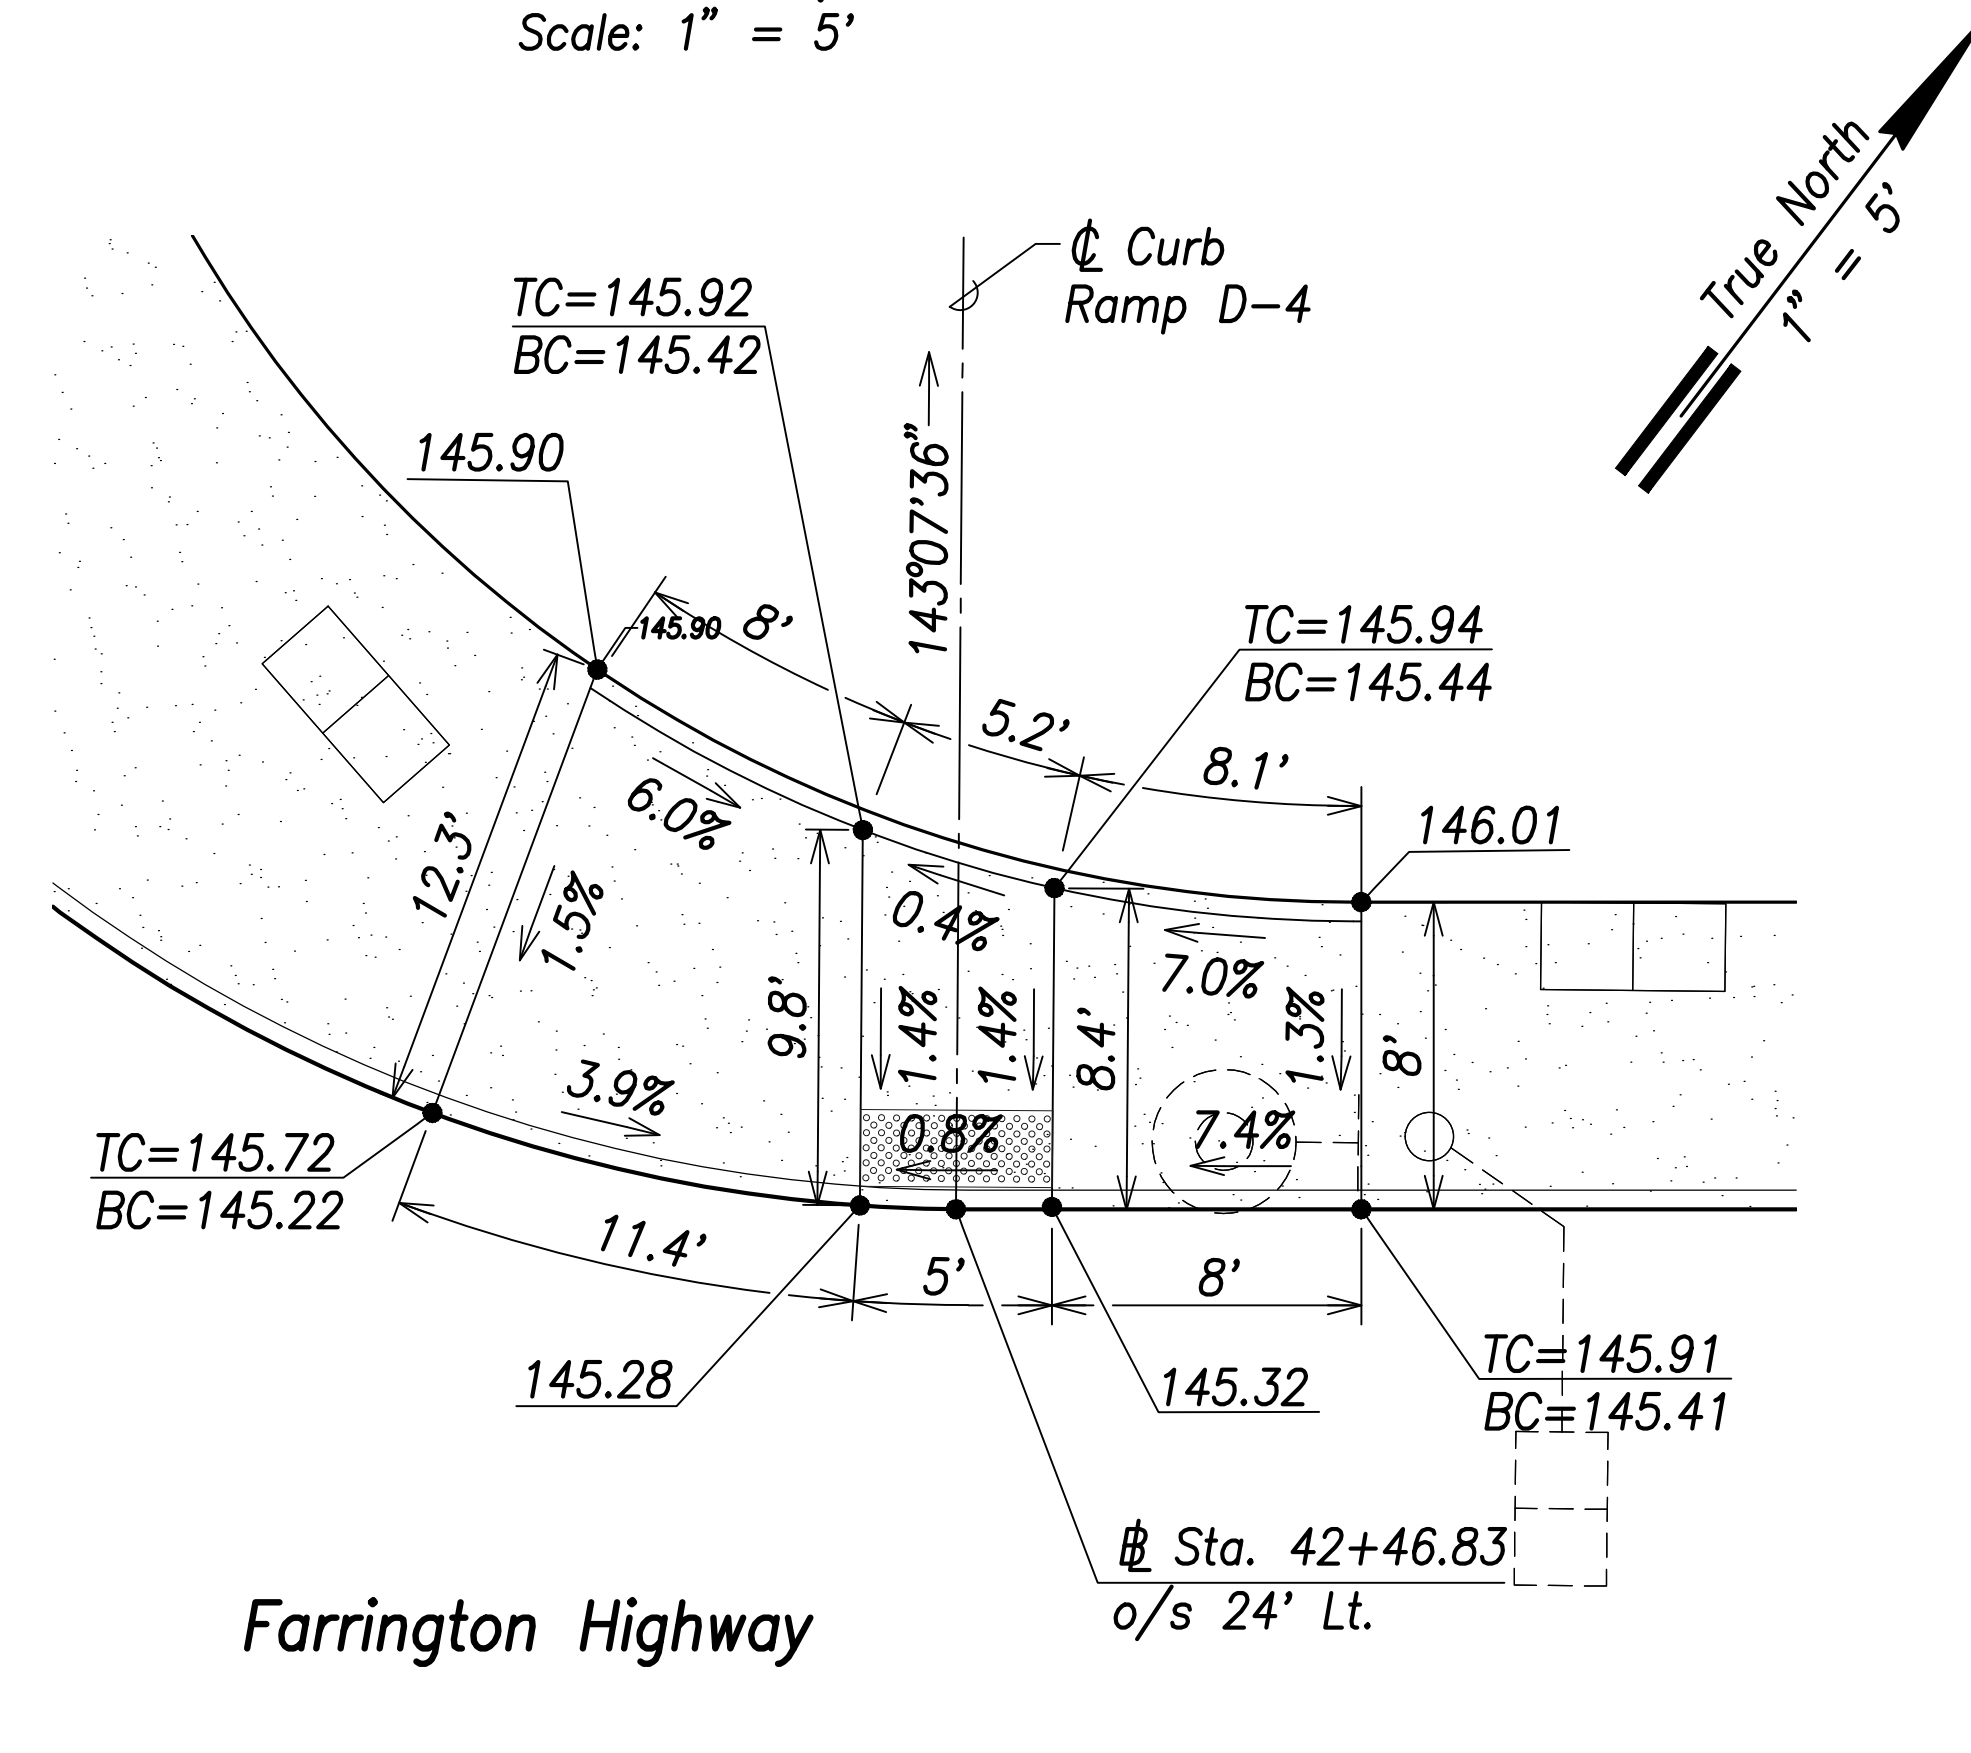 Scale: 1” = 5’
True North
1” = 5’
℄ Curb
Ramp D-4
TC=145.92
BC=145.42
145.90
143°07’36”
145.90
8’
TC=145.94
BC=145.44
5.2’
8.1’
146.01
6.0%
12.3’
1.5%
0.4%
7.0%
9.8’
1.4%
1.4%
8.4’
1.3%
8’
3.9%
0.8%
7.4%
TC=145.72
BC=145.22
11.4’
5’
8’
145.28
145.32
TC=145.91
BC=145.41
B Sta. 42+46.83
o/s 24’ Lt.
Farrington Highway